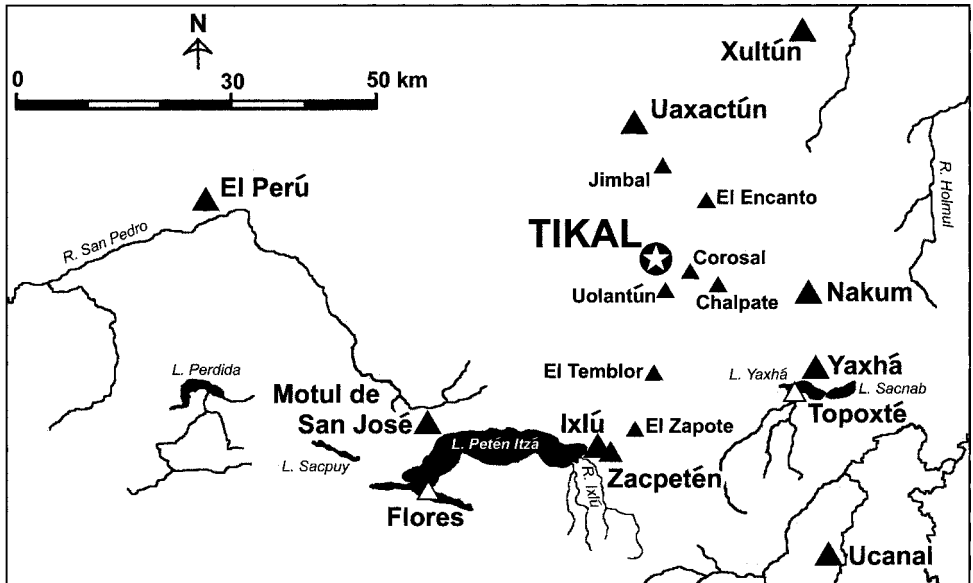 N
0 30 50 km
Xultún
Uaxactún
Jimbal
El Perú
El Encanto
R. Holmul
R. San Pedro
TIKAL
Corosal
Uolantún
Chalpate
Nakum
L. Perdida
El Temblor
L. Yaxhá
Yaxhá
L. Sacnab
Topoxté
Motul de
San José
Ixlú
El Zapote
L. Petén Itzá
L. Sacpuy
Zacpetén
R. Ixlú
Flores
Ucanal